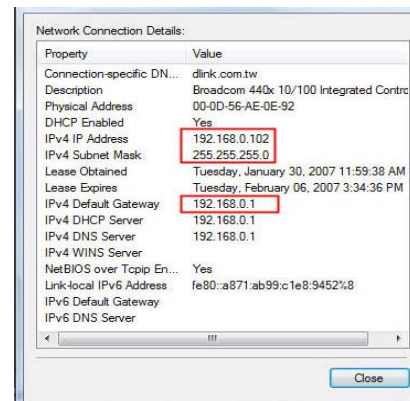 Network Connection Details:
Property Value
Connection-specific DN... dlink.com.tw
Description Broadcom 440x 10/100 Integrated Contro
Physical Address 00-0D-56-AE-0E-92
DHCP Enabled Yes
IPv4 IP Address 192.168.0.102
IPv4 Subnet Mask 255.255.255.0
Lease Obtained Tuesday, January 30, 2007 11:59:38 AM
Lease Expires Tuesday, February 06, 2007 3:34:36 PM
IPv4 Default Gateway 192.168.0.1
IPv4 DHCP Server 192.168.0.1
IPv4 DNS Server 192.168.0.1
IPv4 WINS Server
NetBIOS over Tcpip En... Yes
Link-local IPv6 Address fe80::a871:ab99:c1e8:9452%8
IPv6 Default Gateway
IPv6 DNS Server
Close